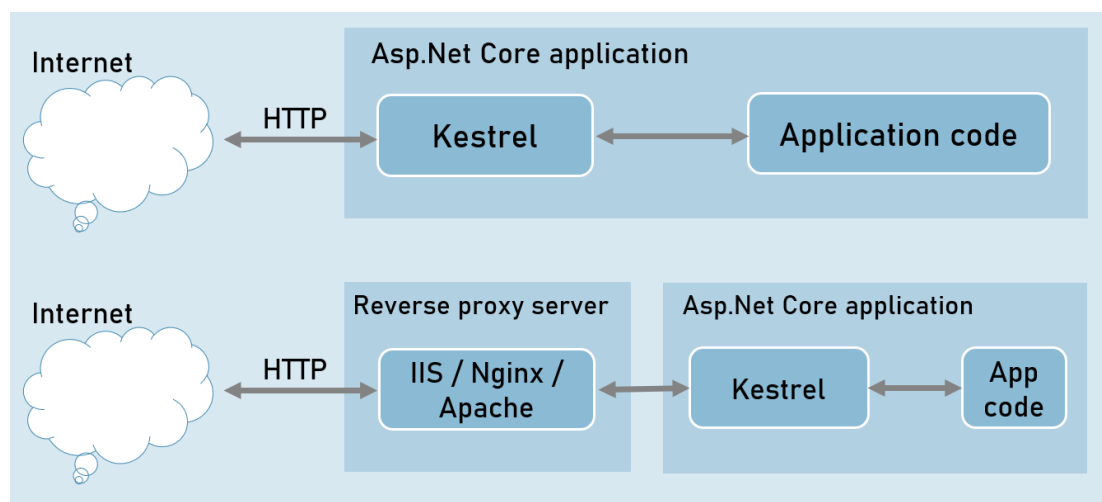 Internet
Asp.Net Core application
HTTP
Kestrel
Application code
Internet
Reverse proxy server
Asp.Net Core application
HTTP
IIS / Nginx /
Apache
Kestrel
App
code